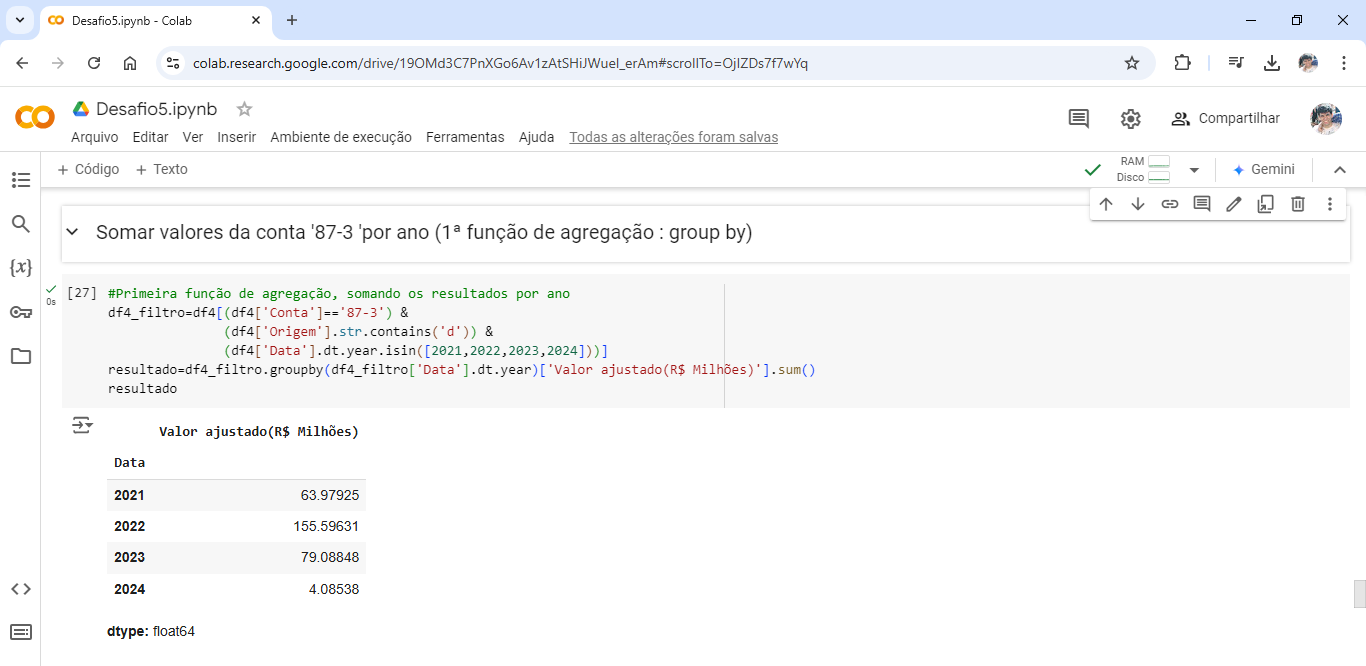 Desafio5.ipynb - Colab
colab.research.google.com/drive/19OMd3C7PnXGo6Av1zAtSHiJWueI_erAm#scrollTo=OjIZDs7f7wYq
Desafio5.ipynb
Arquivo Editar Ver Inserir Ambiente de execução Ferramentas Ajuda Todas as alterações foram salvas
Compartilhar
+ Código + Texto
RAM
Disco
Gemini
Somar valores da conta '87-3 'por ano (1ª função de agregação : group by)
0s
[27] #Primeira função de agregação, somando os resultados por ano
df4_filtro=df4[(df4['Conta']=='87-3') &
(df4['Origem'].str.contains('d')) &
(df4['Data'].dt.year.isin([2021,2022,2023,2024]))]
resultado=df4_filtro.groupby(df4_filtro['Data'].dt.year)['Valor ajustado(R$ Milhões)'].sum()
resultado
Valor ajustado(R$ Milhões)
Data
2021 63.97925
2022 155.59631
2023 79.08848
2024 4.08538
dtype: float64